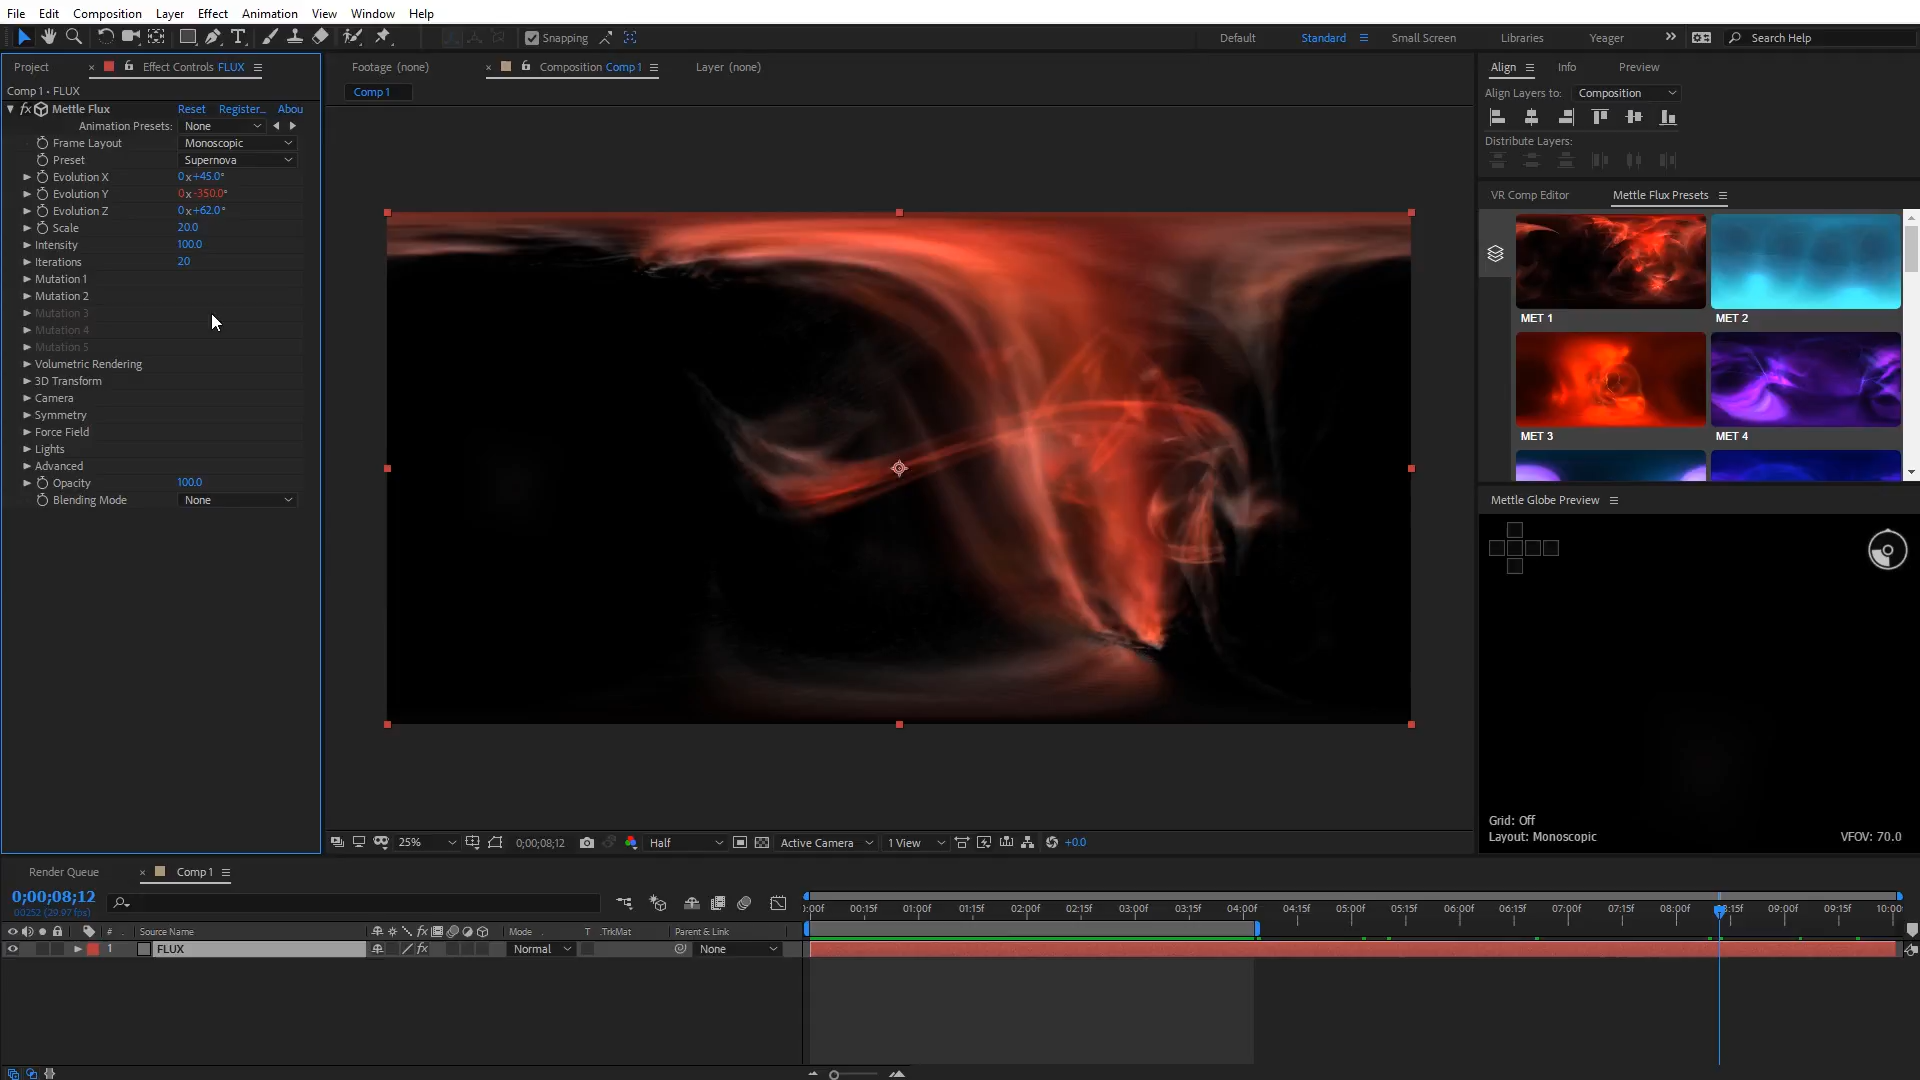 File Edit Composition Layer Effect Animation View Window Help
Snapping
Default Standard Small Screen Libraries Yeager Search Help
Project × Effect Controls FLUX
Footage (none) × Composition Comp 1 Layer (none)
Align Info Preview
Comp 1 • FLUX
Comp 1
Align Layers to: Composition
fx Mettle Flux Reset Register... Abou
Animation Presets: None
Frame Layout Monoscopic
Distribute Layers:
Preset Supernova
Evolution X 0x+45.0°
Evolution Y 0x-350.0°
Evolution Z 0x+62.0°
Scale 20.0
Intensity 100.0
Iterations 20
Mutation 1
Mutation 2
Mutation 3
Mutation 4
Mutation 5
Volumetric Rendering
3D Transform
Camera
Symmetry
Force Field
Lights
Advanced
Opacity 100.0
Blending Mode None
VR Comp Editor Mettle Flux Presets
MET 1 MET 2
MET 3 MET 4
Mettle Globe Preview
Grid: Off
Layout: Monoscopic VFOV: 70.0
25% 0;00;08;12 Half Active Camera 1 View +0.0
Render Queue × Comp 1
0;00;08;12
00252 (29.97 fps)
:00f 00:15f 01:00f 01:15f 02:00f 02:15f 03:00f 03:15f 04:00f 04:15f 05:00f 05:15f 06:00f 06:15f 07:00f 07:15f 08:00f 08:15f 09:00f 09:15f 10:00
# Source Name fx Mode T .TrkMat Parent & Link
1 FLUX fx Normal None